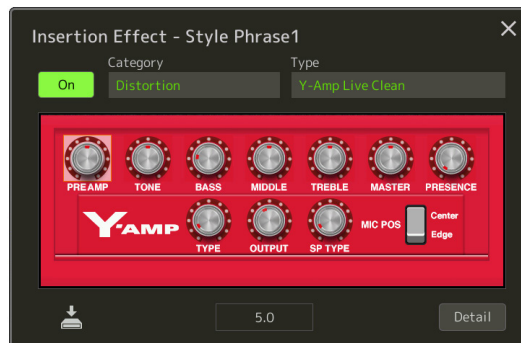 Insertion Effect - Style Phrase1
Category Type
On Distortion Y-Amp Live Clean
PREAMP TONE BASS MIDDLE TREBLE MASTER PRESENCE
Y-AMP TYPE OUTPUT SP TYPE MIC POS Center
Edge
5.0 Detail